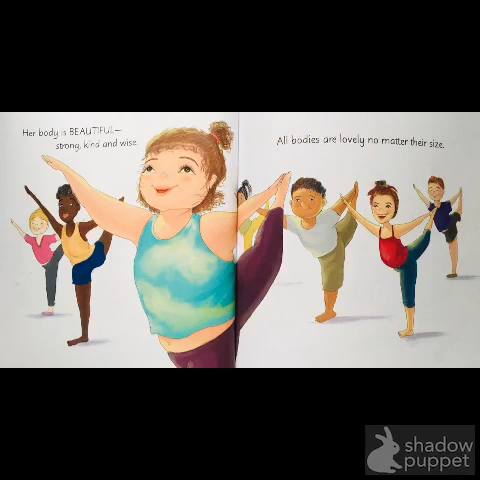 Her body is BEAUTIFUL—
strong, kind and wise.
All bodies are lovely no matter their size.
shadow
puppet